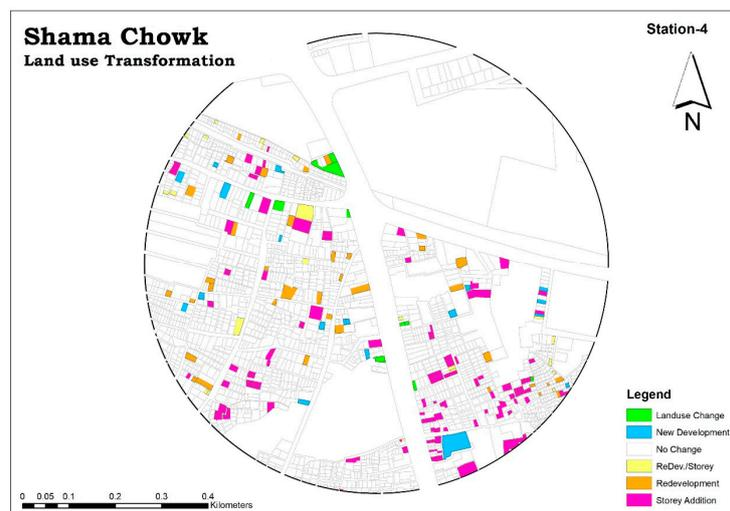 Shama Chowk
Land use Transformation
Station-4
N
Legend
Landuse Change
New Development
No Change
ReDev./Storey
Redevelopment
Storey Addition
0 0.05 0.1 0.2 0.3 0.4
Kilometers